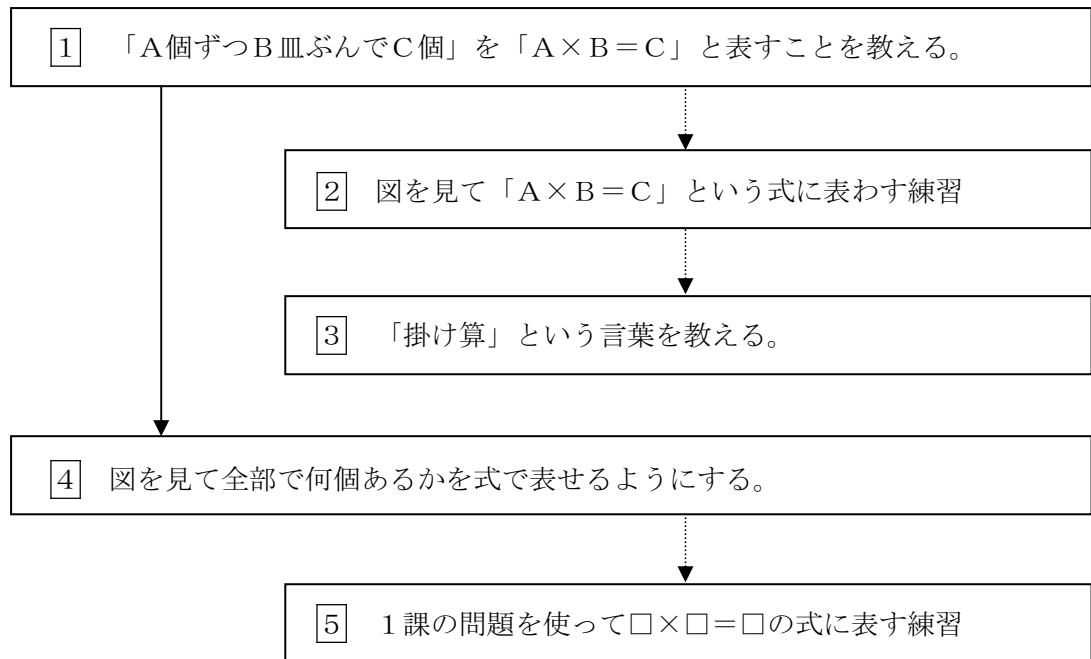 1 「A個ずつB皿ぶんでC個」を「A×B=C」と表すことを教える。
2 図を見て「A×B=C」という式に表わす練習
3 「掛け算」という言葉を教える。
4 図を見て全部で何個あるかを式で表せるようにする。
5 1課の問題を使って□×□=□の式に表す練習